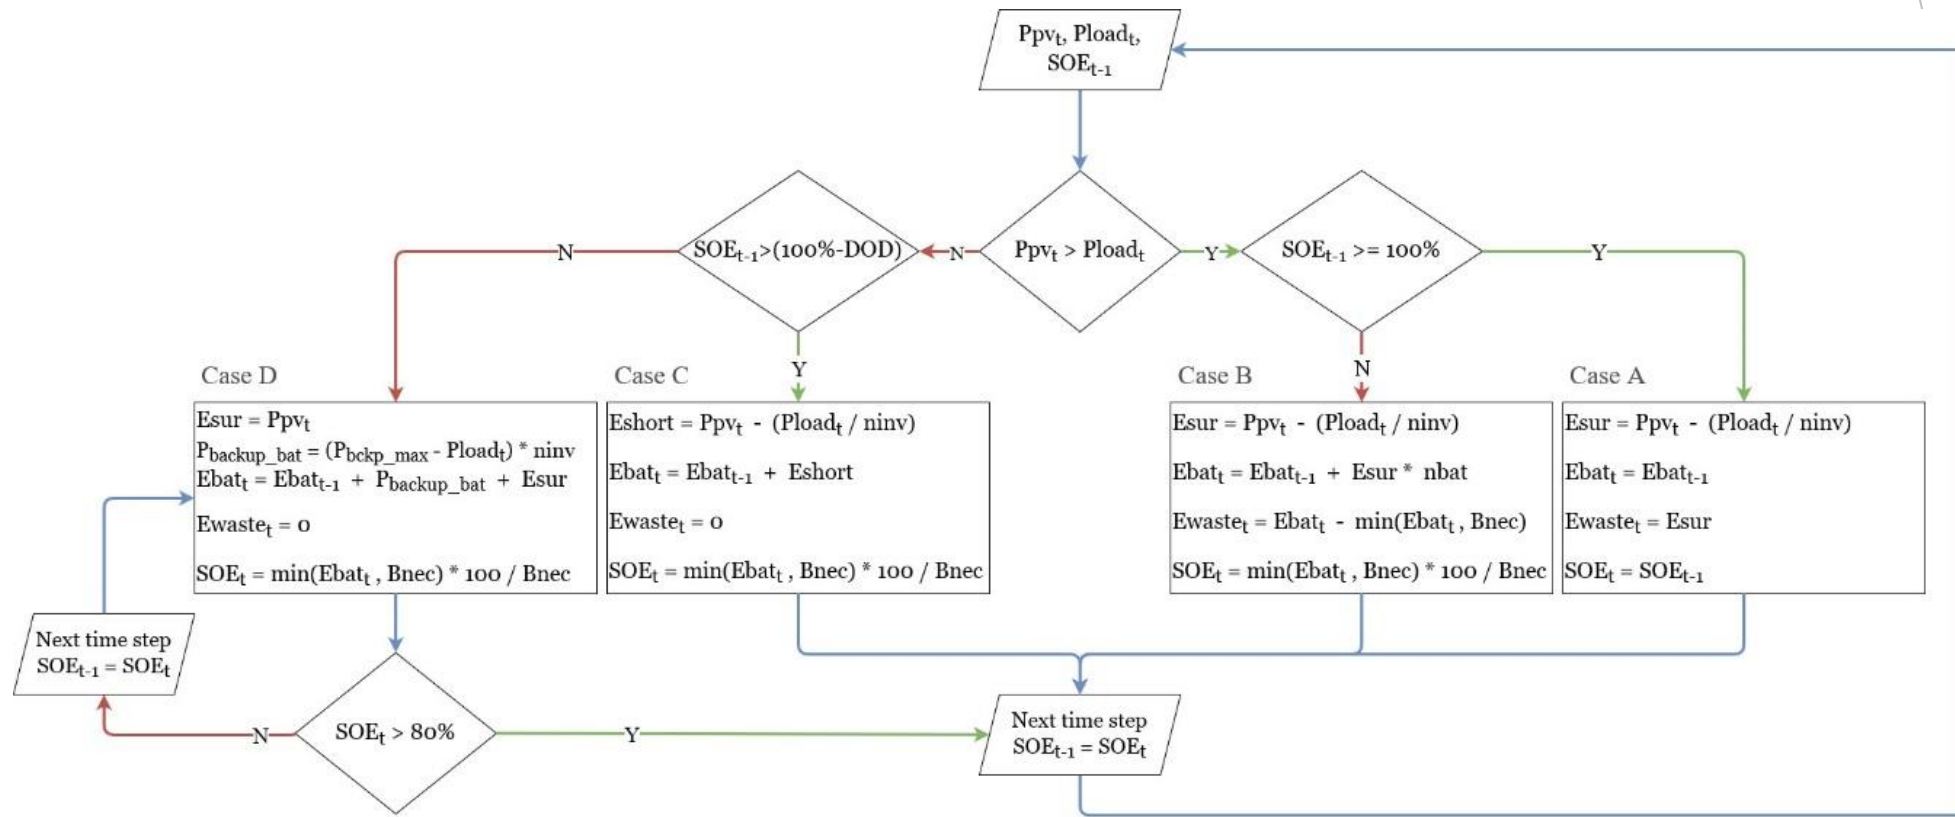 Ppvₜ, Ploadₜ,
SOEₜ₋₁
SOEₜ₋₁>(100%-DOD)
N
Ppvₜ > Ploadₜ
Y
SOEₜ₋₁ >= 100%
N
Y
Y
N
Case D
Esur = Ppvₜ
P_backup_bat = (P_bckp_max - Ploadₜ) * ninv
Ebatₜ = Ebatₜ₋₁ + P_backup_bat + Esur
Ewasteₜ = 0
SOEₜ = min(Ebatₜ , Bnec) * 100 / Bnec
Case C
Eshort = Ppvₜ - (Ploadₜ / ninv)
Ebatₜ = Ebatₜ₋₁ + Eshort
Ewasteₜ = 0
SOEₜ = min(Ebatₜ , Bnec) * 100 / Bnec
Case B
Esur = Ppvₜ - (Ploadₜ / ninv)
Ebatₜ = Ebatₜ₋₁ + Esur * nbat
Ewasteₜ = Ebatₜ - min(Ebatₜ , Bnec)
SOEₜ = min(Ebatₜ , Bnec) * 100 / Bnec
Case A
Esur = Ppvₜ - (Ploadₜ / ninv)
Ebatₜ = Ebatₜ₋₁
Ewasteₜ = Esur
SOEₜ = SOEₜ₋₁
Next time step
SOEₜ₋₁ = SOEₜ
N
SOEₜ > 80%
Y
Next time step
SOEₜ₋₁ = SOEₜ